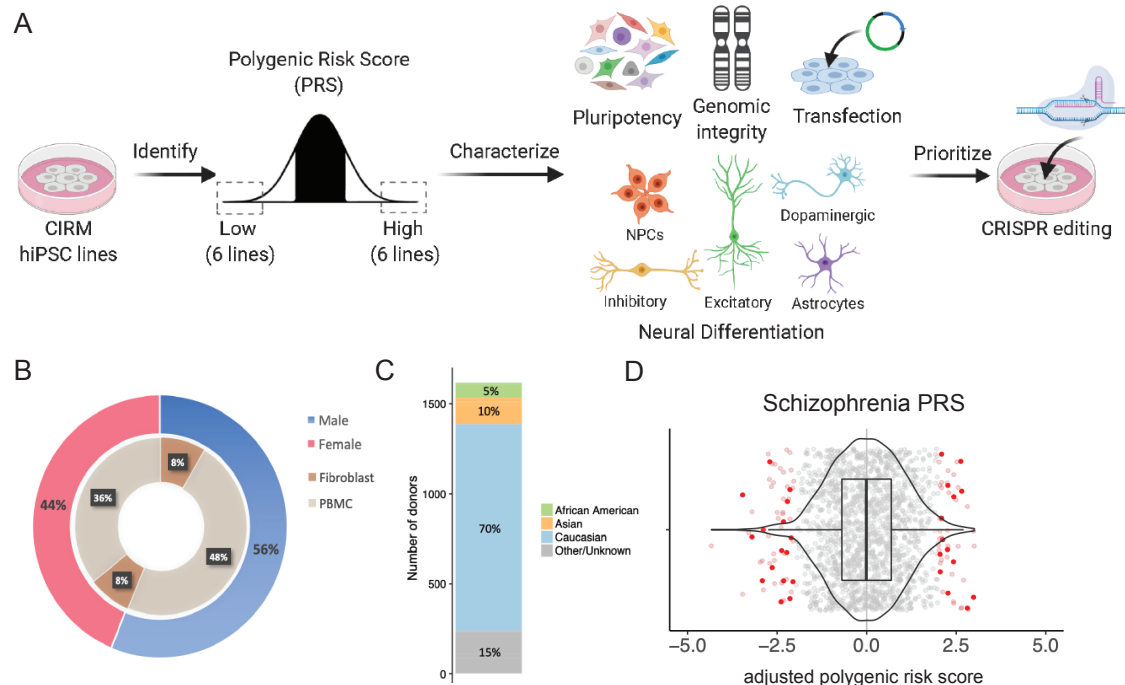 A
Polygenic Risk Score
(PRS)
Identify
Characterize
Prioritize
CIRM
hiPSC lines
Low
(6 lines)
High
(6 lines)
Pluripotency
Genomic
integrity
Transfection
NPCs
Dopaminergic
Inhibitory
Excitatory
Astrocytes
Neural Differentiation
CRISPR editing
B
44%
56%
36%
8%
48%
8%
Male
Female
Fibroblast
PBMC
C
Number of donors
1500
1000
500
0
5%
10%
70%
15%
African American
Asian
Caucasian
Other/Unknown
D
Schizophrenia PRS
−5.0
−2.5
0.0
2.5
5.0
adjusted polygenic risk score